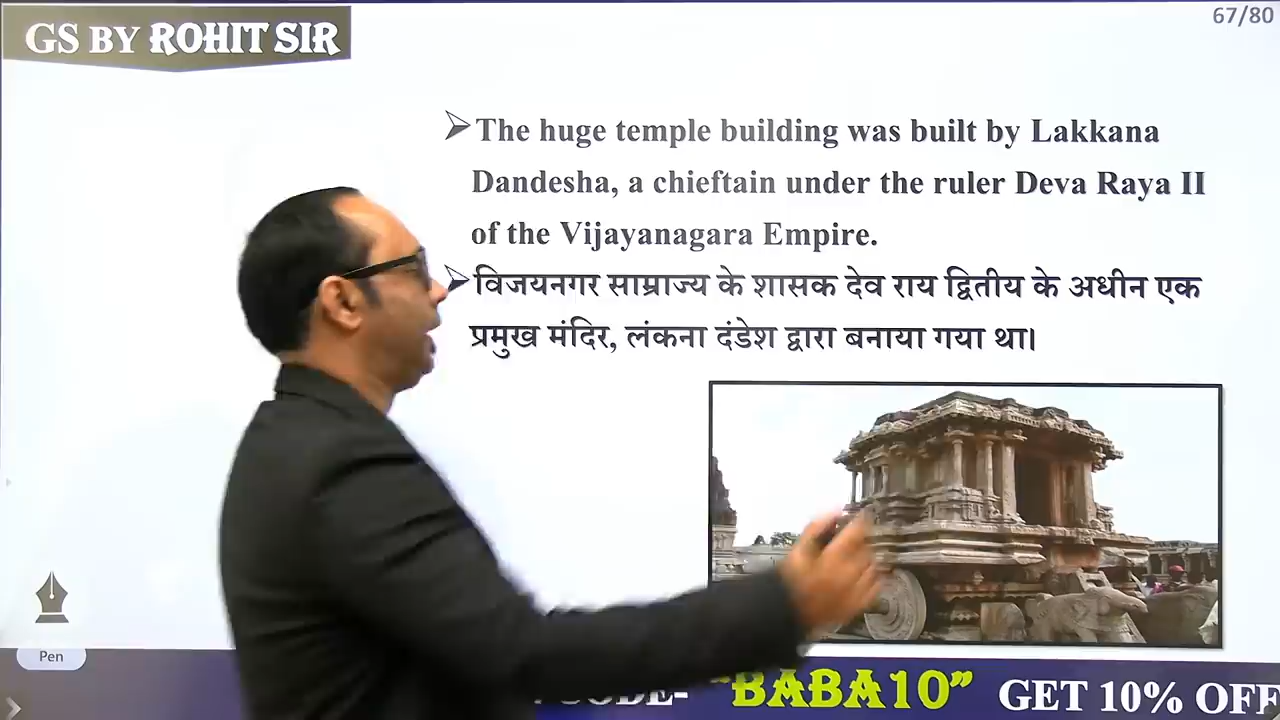 GS BY ROHIT SIR
67/80
➢The huge temple building was built by Lakkana
Dandesha, a chieftain under the ruler Deva Raya II
of the Vijayanagara Empire.
➢विजयनगर साम्राज्य के शासक देव राय द्वितीय के अधीन एक
प्रमुख मंदिर, लंकना दंडेश द्वारा बनाया गया था।
Pen
"BABA10" GET 10% OFF